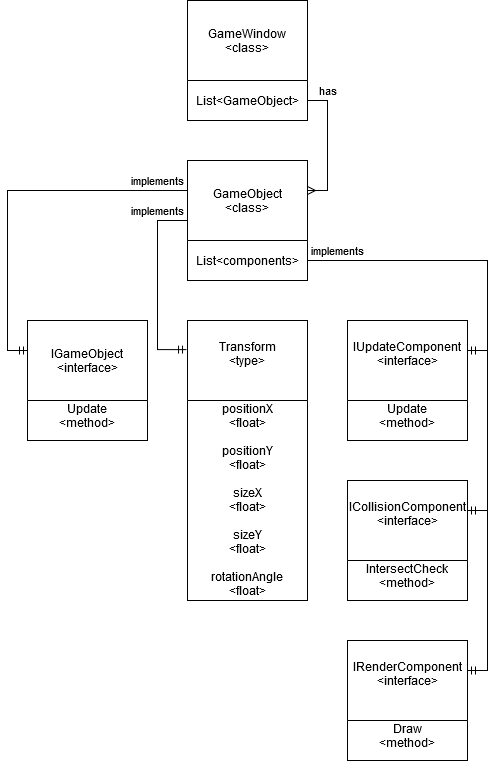 GameWindow
<class>
List<GameObject>
has
implements
implements
GameObject
<class>
List<components>
implements
IGameObject
<interface>
Update
<method>
Transform
<type>
positionX
<float>
positionY
<float>
sizeX
<float>
sizeY
<float>
rotationAngle
<float>
IUpdateComponent
<interface>
Update
<method>
ICollisionComponent
<interface>
IntersectCheck
<method>
IRenderComponent
<interface>
Draw
<method>